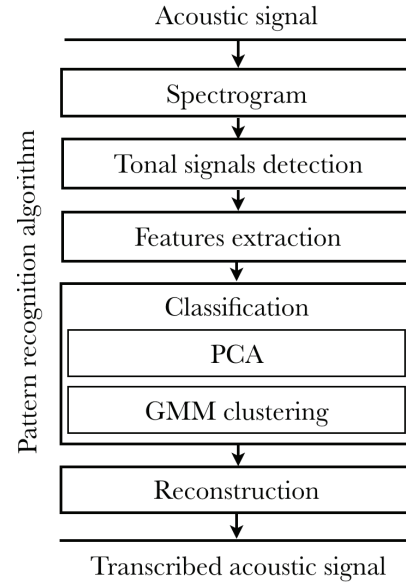 Acoustic signal
Spectrogram
Tonal signals detection
Features extraction
Classification
PCA
GMM clustering
Reconstruction
Transcribed acoustic signal
Pattern recognition algorithm